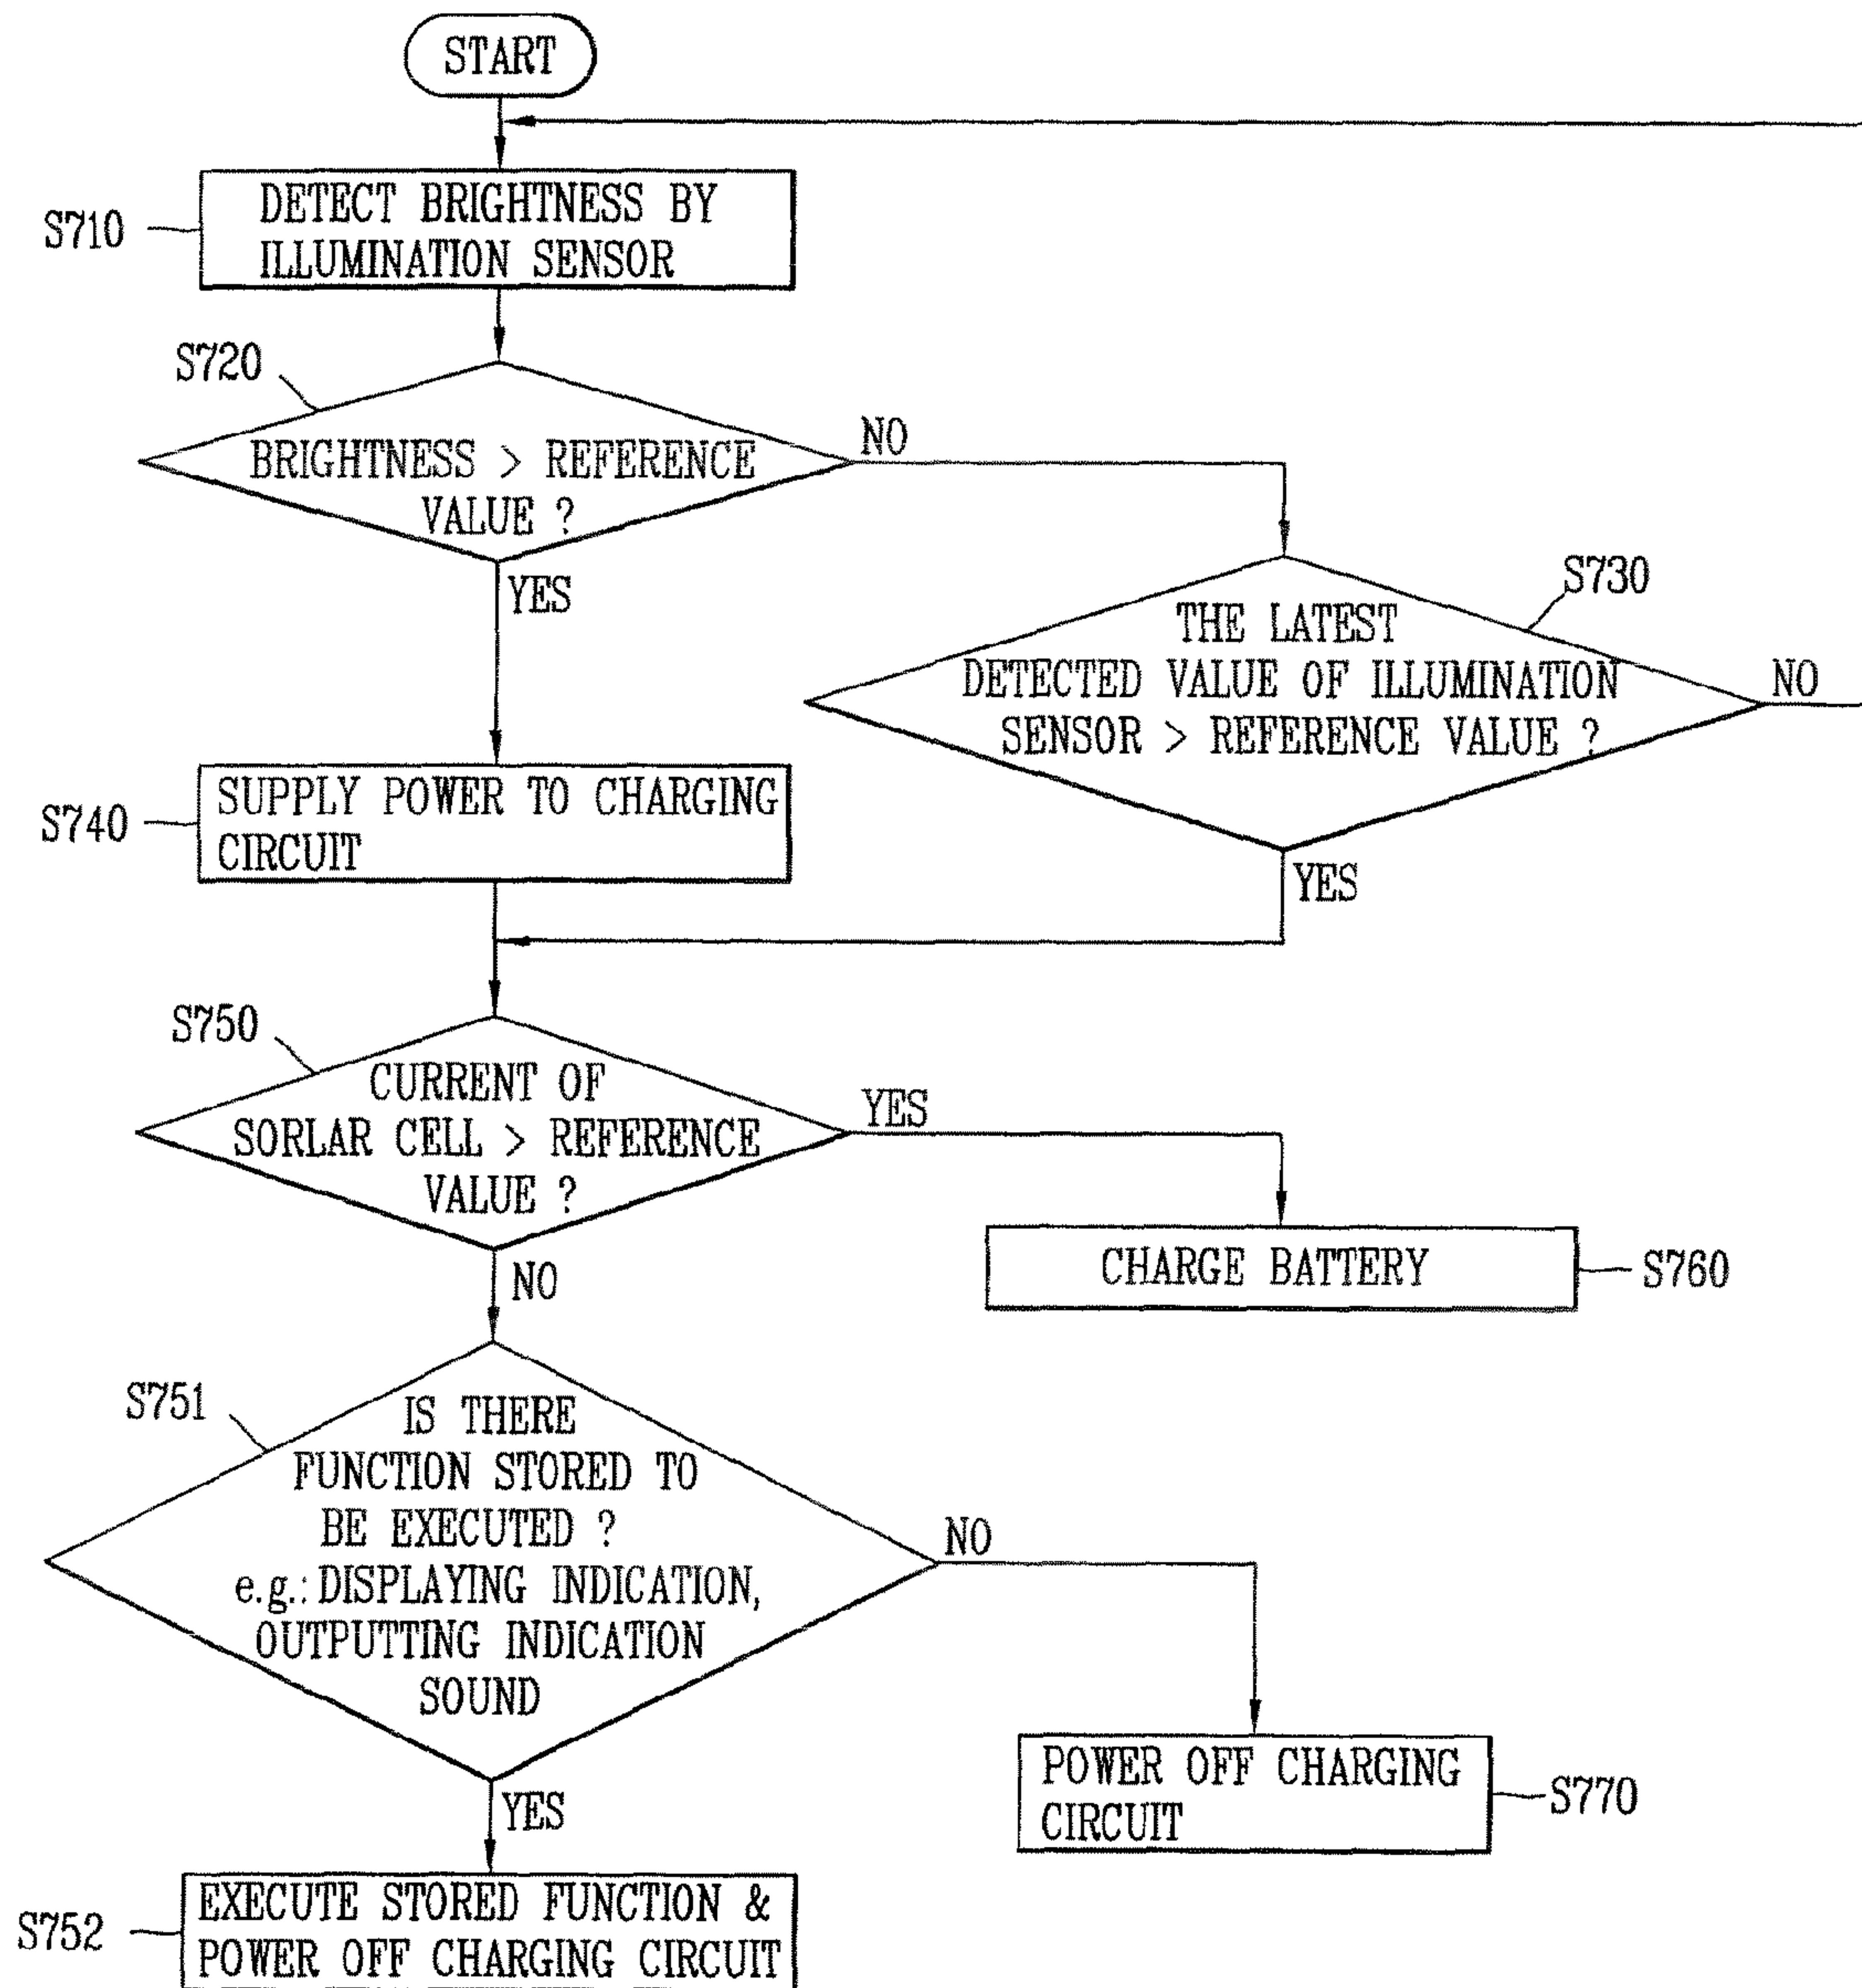 START
S710
DETECT BRIGHTNESS BY
ILLUMINATION SENSOR
S720
BRIGHTNESS > REFERENCE
VALUE ?
NO
YES
S730
THE LATEST
DETECTED VALUE OF ILLUMINATION
SENSOR > REFERENCE VALUE ?
NO
YES
S740
SUPPLY POWER TO CHARGING
CIRCUIT
S750
CURRENT OF
SORLAR CELL > REFERENCE
VALUE ?
YES
NO
CHARGE BATTERY
S760
S751
IS THERE
FUNCTION STORED TO
BE EXECUTED ?
e.g.: DISPLAYING INDICATION,
OUTPUTTING INDICATION
SOUND
NO
YES
POWER OFF CHARGING
CIRCUIT
S770
S752
EXECUTE STORED FUNCTION &
POWER OFF CHARGING CIRCUIT